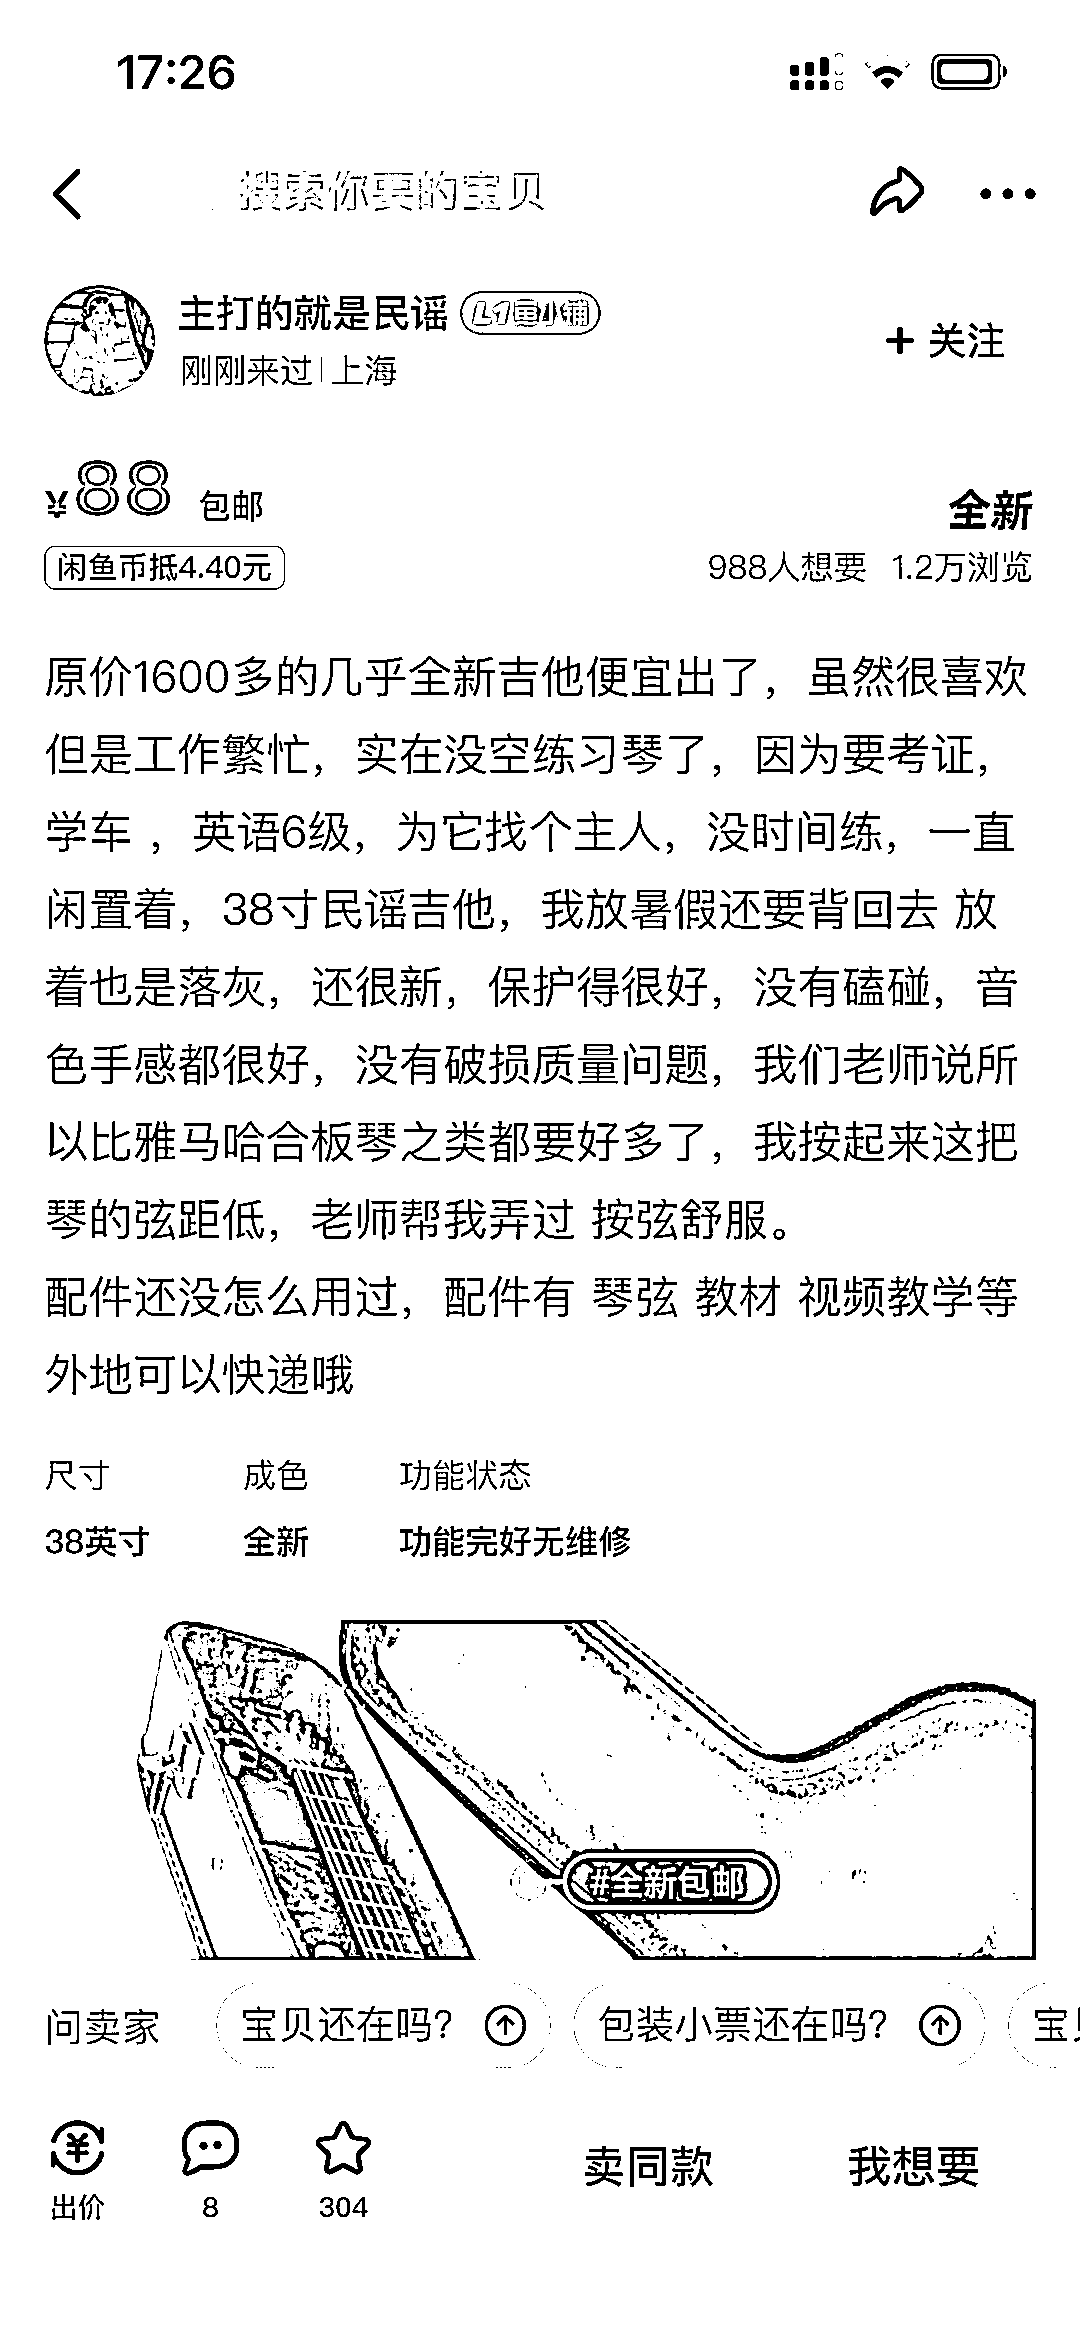 17:26
搜索你要的宝贝
主打的就是民谣 L1鱼小铺
刚刚来过 | 上海
+ 关注
¥88 包邮
全新
闲鱼币抵4.40元
988人想要 1.2万浏览
原价1600多的几乎全新吉他便宜出了，虽然很喜欢
但是工作繁忙，实在没空练习琴了，因为要考证，
学车 ，英语6级，为它找个主人，没时间练，一直
闲置着，38寸民谣吉他，我放暑假还要背回去 放
着也是落灰，还很新，保护得很好，没有磕碰，音
色手感都很好，没有破损质量问题，我们老师说所
以比雅马哈合板琴之类都要好多了，我按起来这把
琴的弦距低，老师帮我弄过 按弦舒服。
配件还没怎么用过，配件有 琴弦 教材 视频教学等
外地可以快递哦
尺寸 成色 功能状态
38英寸 全新 功能完好无维修
#全新包邮
问卖家 宝贝还在吗？ 包装小票还在吗？ 宝贝
出价 8 304 卖同款 我想要